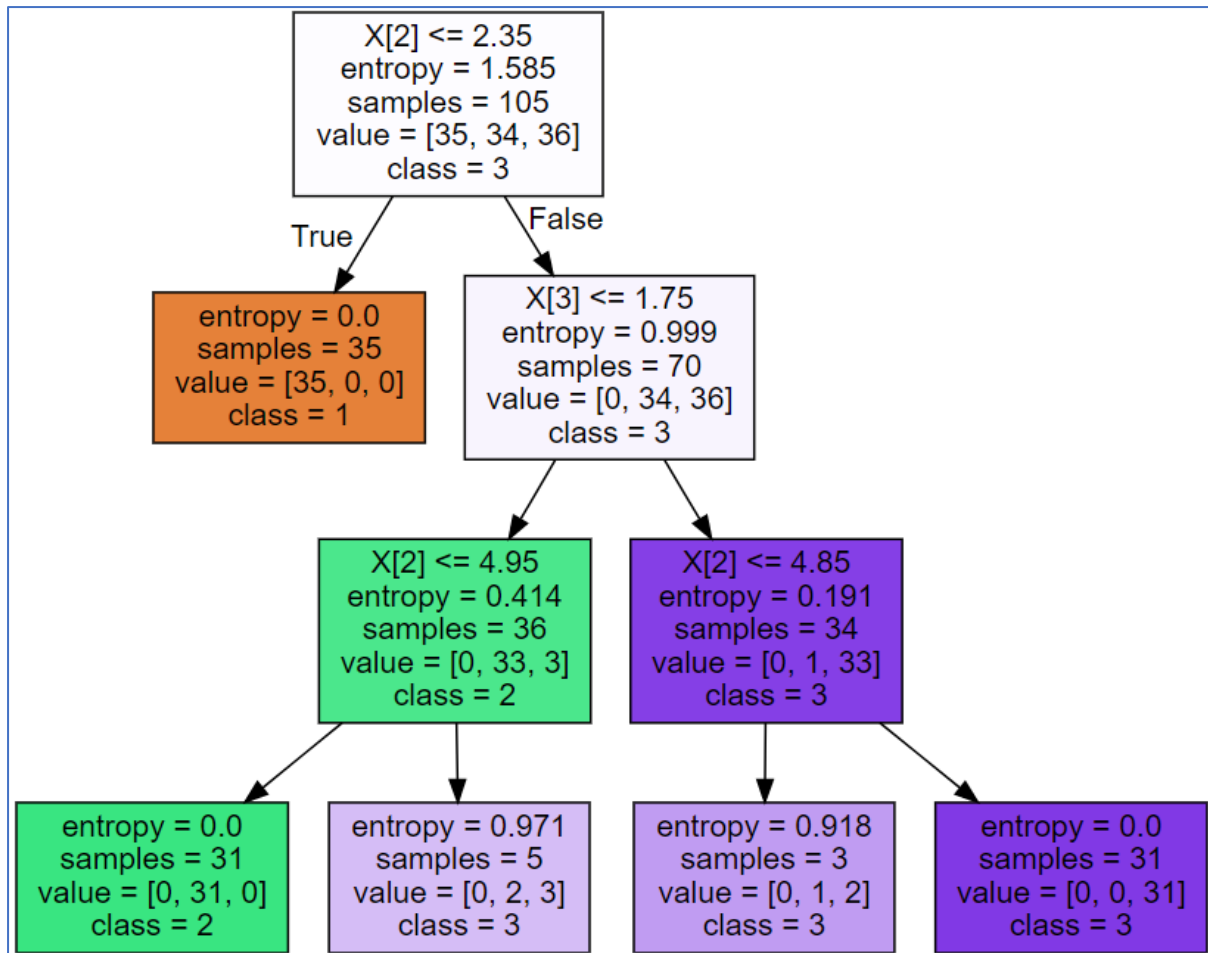 X[2] <= 2.35
entropy = 1.585
samples = 105
value = [35, 34, 36]
class = 3
True
False
entropy = 0.0
samples = 35
value = [35, 0, 0]
class = 1
X[3] <= 1.75
entropy = 0.999
samples = 70
value = [0, 34, 36]
class = 3
X[2] <= 4.95
entropy = 0.414
samples = 36
value = [0, 33, 3]
class = 2
X[2] <= 4.85
entropy = 0.191
samples = 34
value = [0, 1, 33]
class = 3
entropy = 0.0
samples = 31
value = [0, 31, 0]
class = 2
entropy = 0.971
samples = 5
value = [0, 2, 3]
class = 3
entropy = 0.918
samples = 3
value = [0, 1, 2]
class = 3
entropy = 0.0
samples = 31
value = [0, 0, 31]
class = 3